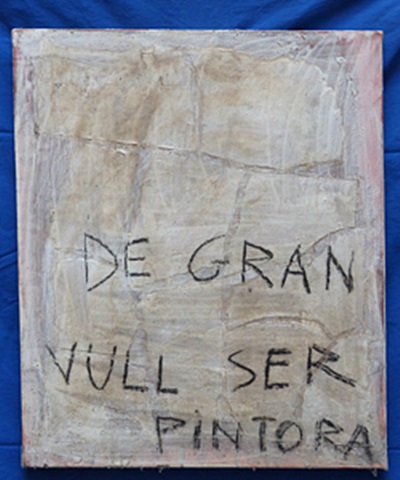 DE GRAN
VULL SER
PINTORA